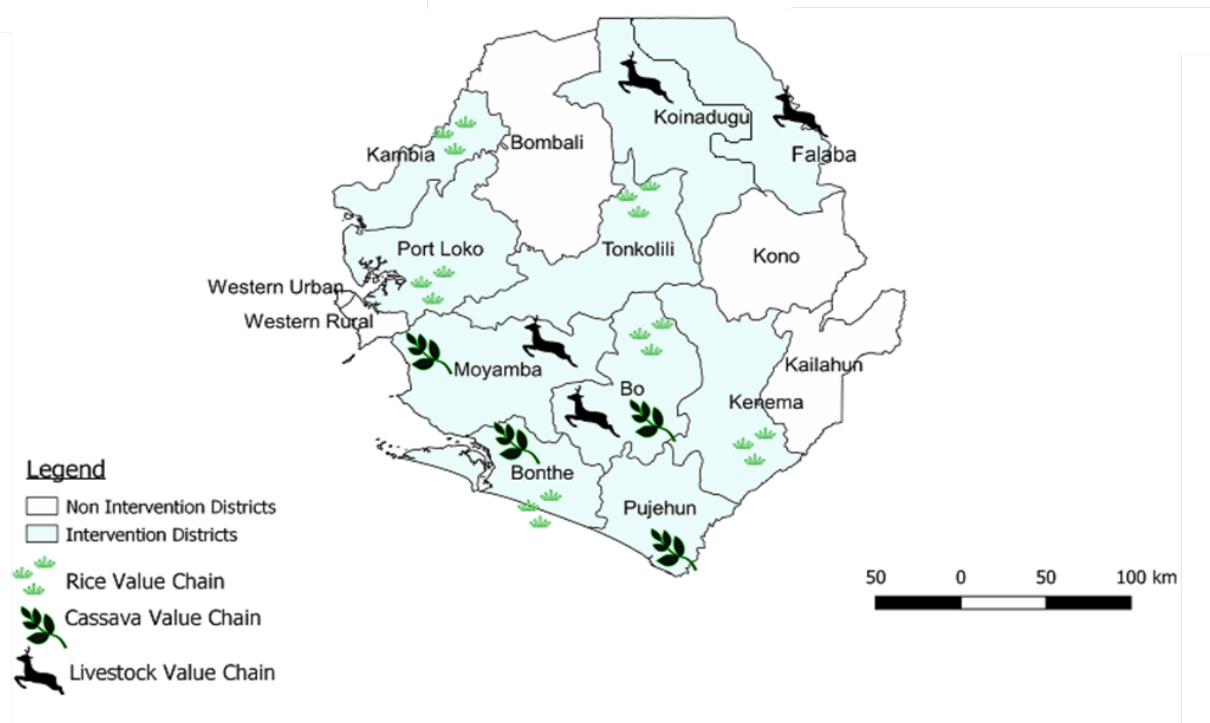 Koinadugu
Bombali
Kambia
Falaba
Port Loko
Tonkolili
Kono
Western Urban
Western Rural
Moyamba
Kailahun
Bo
Kenema
Bonthe
Pujehun
Legend
Non Intervention Districts
Intervention Districts
Rice Value Chain
Cassava Value Chain
Livestock Value Chain
50 0 50 100 km